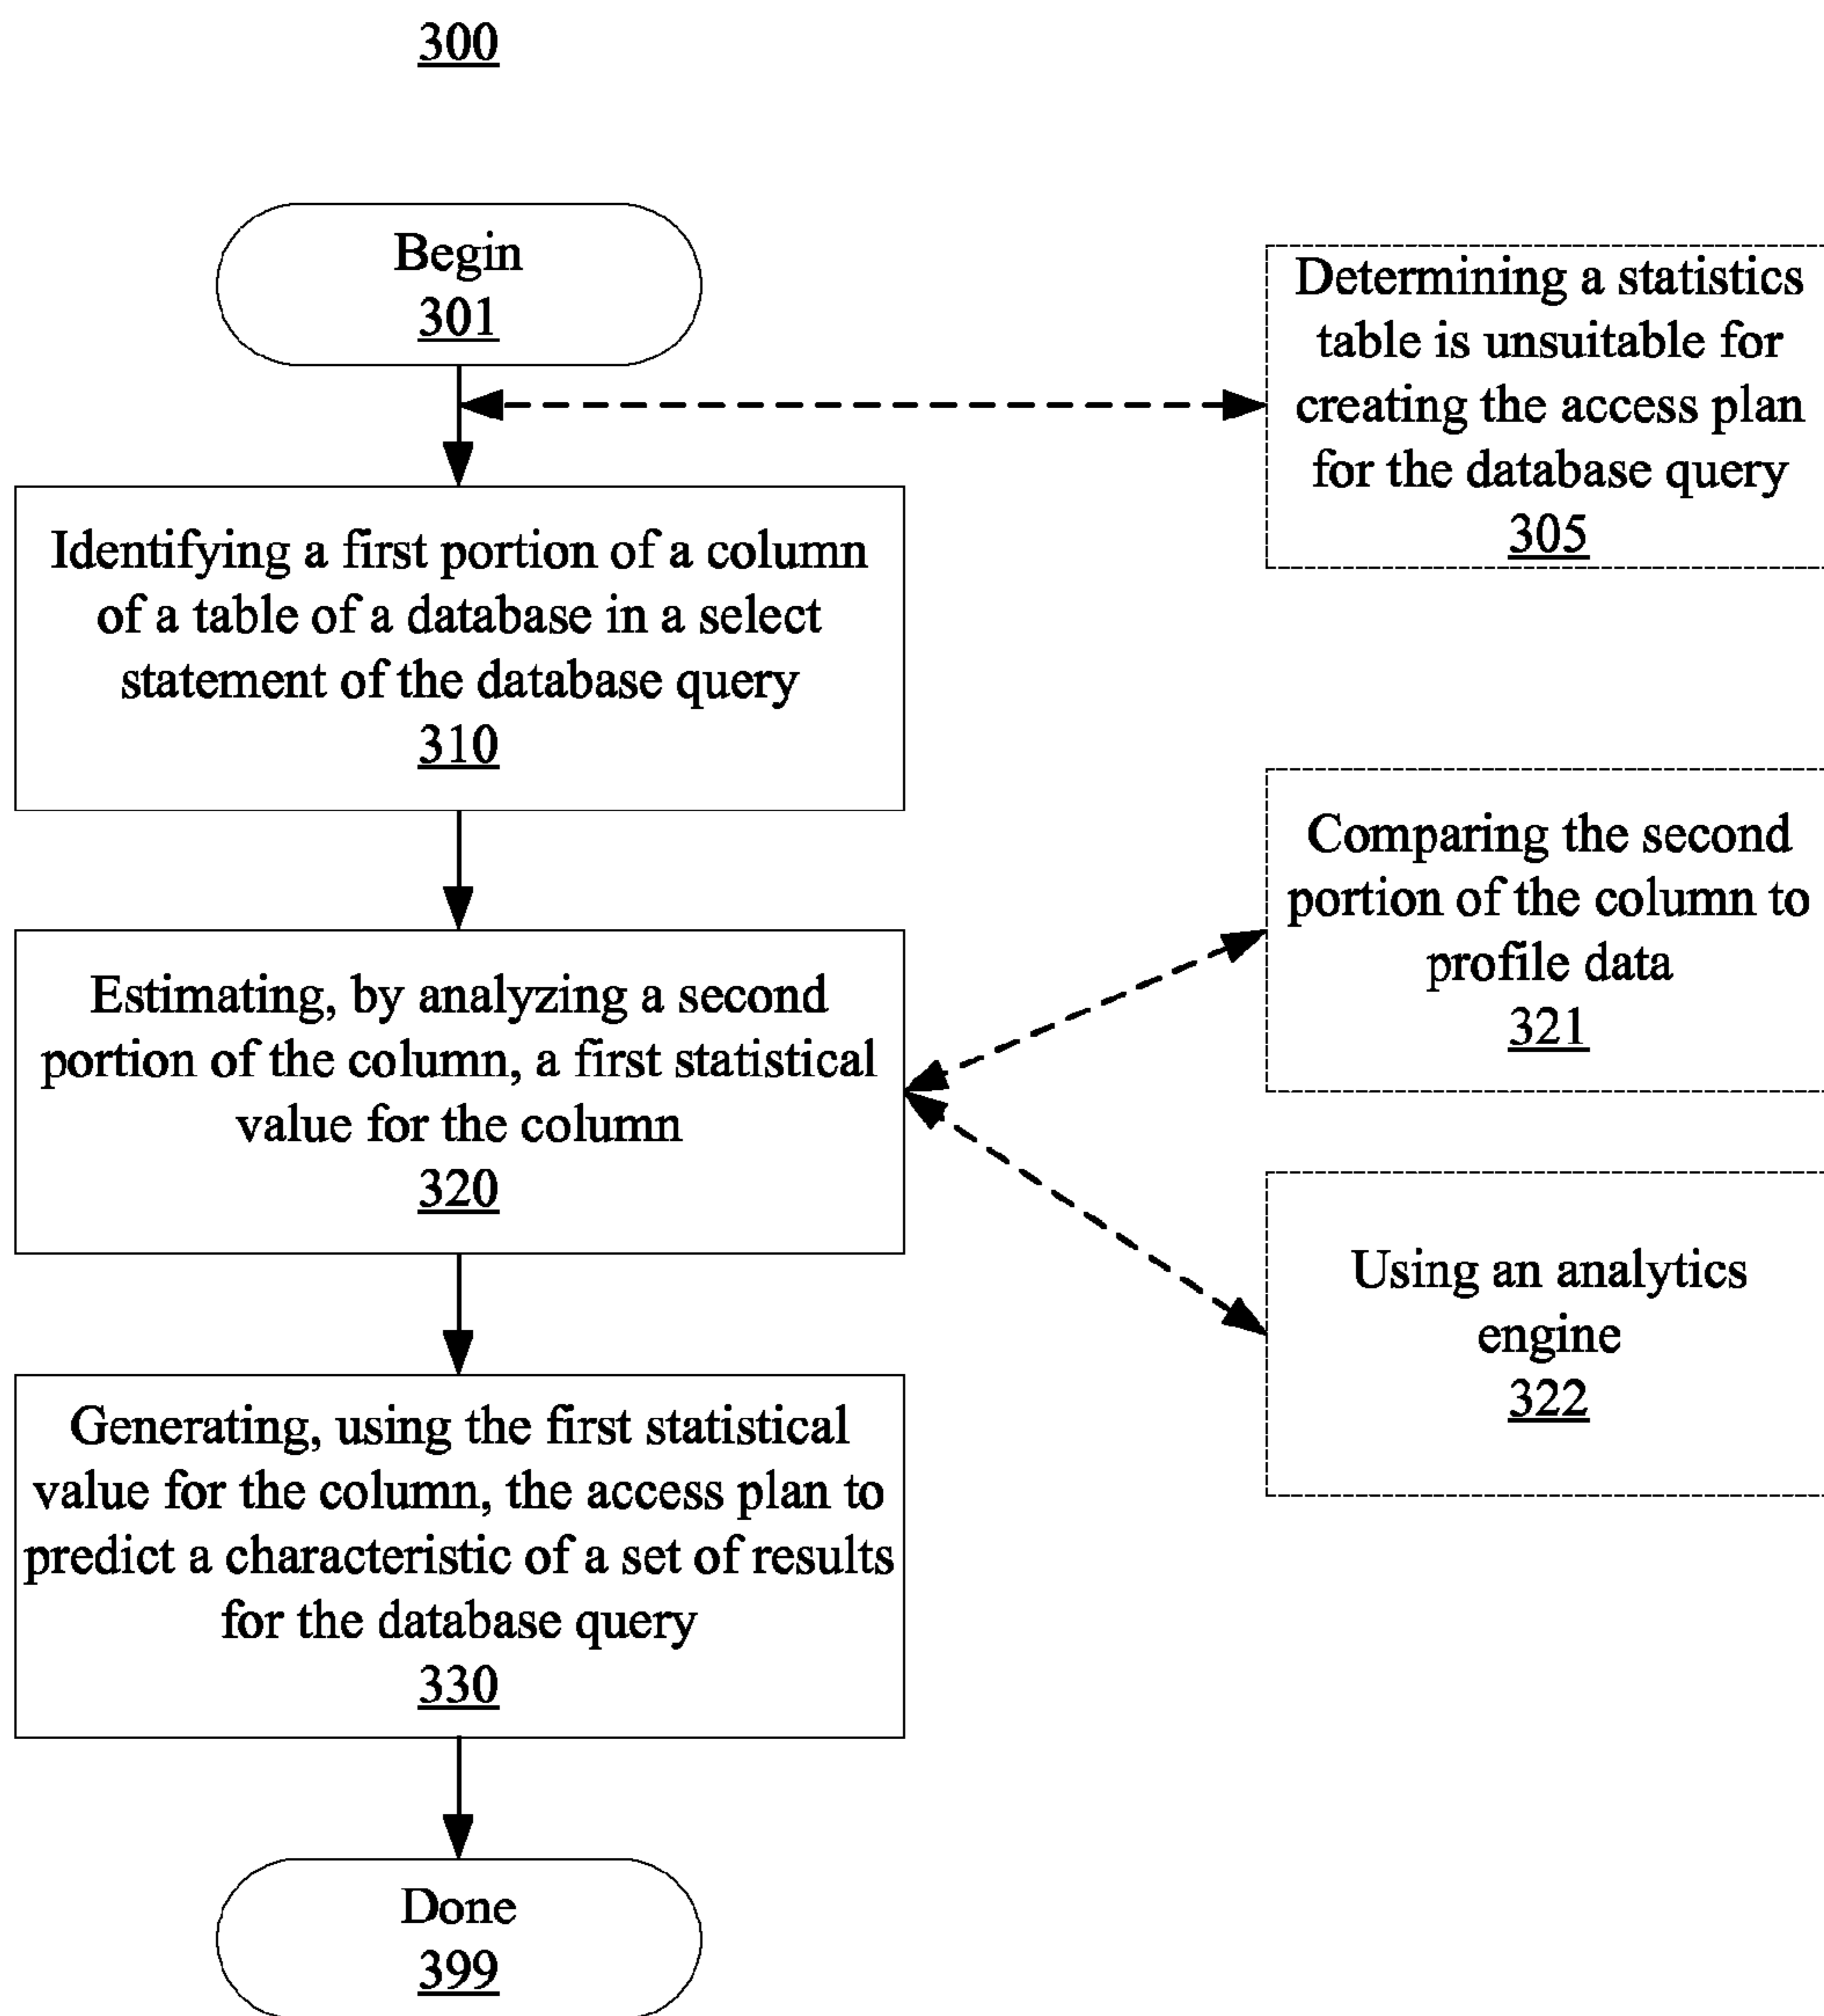 300
Begin
301
Determining a statistics
table is unsuitable for
creating the access plan
for the database query
305
Identifying a first portion of a column
of a table of a database in a select
statement of the database query
310
Comparing the second
portion of the column to
profile data
321
Estimating, by analyzing a second
portion of the column, a first statistical
value for the column
320
Using an analytics
engine
322
Generating, using the first statistical
value for the column, the access plan to
predict a characteristic of a set of results
for the database query
330
Done
399